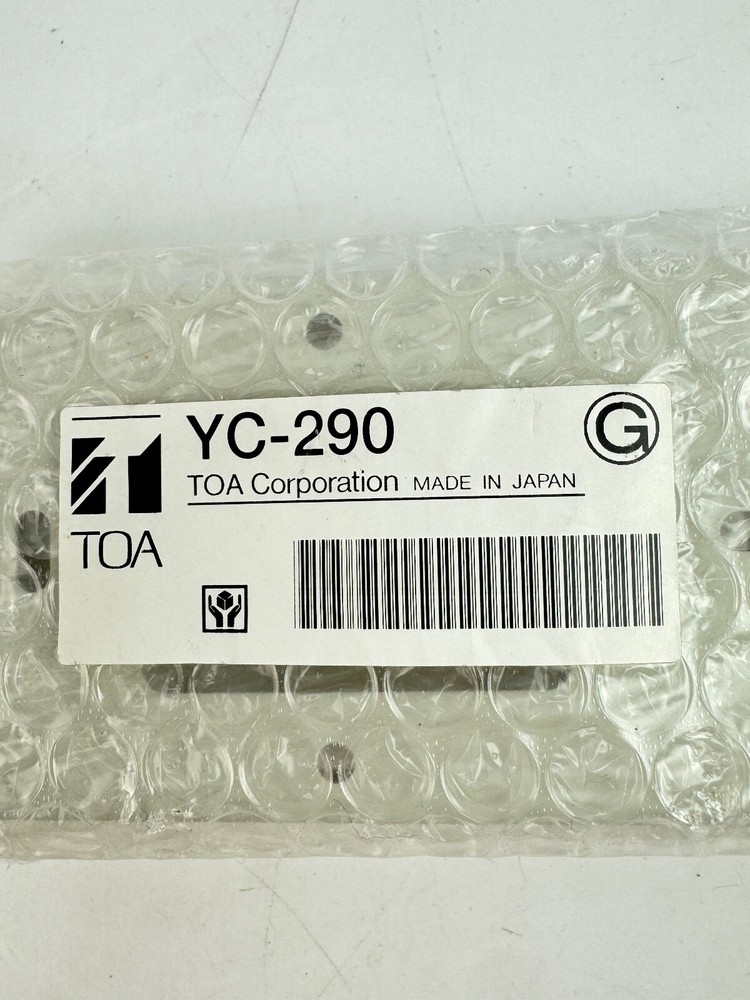 YC-290
G
TOA Corporation MADE IN JAPAN
TOA